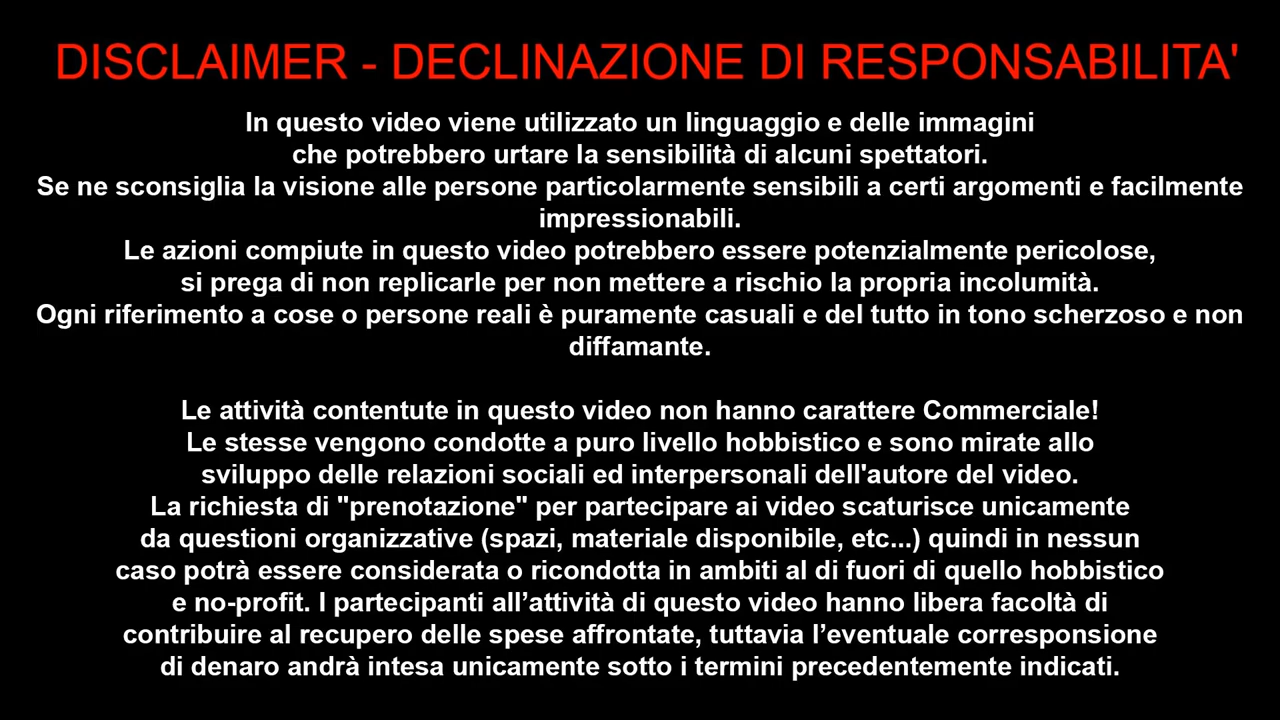 DISCLAIMER - DECLINAZIONE DI RESPONSABILITA'
In questo video viene utilizzato un linguaggio e delle immagini
che potrebbero urtare la sensibilità di alcuni spettatori.
Se ne sconsiglia la visione alle persone particolarmente sensibili a certi argomenti e facilmente
impressionabili.
Le azioni compiute in questo video potrebbero essere potenzialmente pericolose,
si prega di non replicarle per non mettere a rischio la propria incolumità.
Ogni riferimento a cose o persone reali è puramente casuali e del tutto in tono scherzoso e non
diffamante.
Le attività contentute in questo video non hanno carattere Commerciale!
Le stesse vengono condotte a puro livello hobbistico e sono mirate allo
sviluppo delle relazioni sociali ed interpersonali dell'autore del video.
La richiesta di "prenotazione" per partecipare ai video scaturisce unicamente
da questioni organizzative (spazi, materiale disponibile, etc...) quindi in nessun
caso potrà essere considerata o ricondotta in ambiti al di fuori di quello hobbistico
e no-profit. I partecipanti all’attività di questo video hanno libera facoltà di
contribuire al recupero delle spese affrontate, tuttavia l’eventuale corresponsione
di denaro andrà intesa unicamente sotto i termini precedentemente indicati.